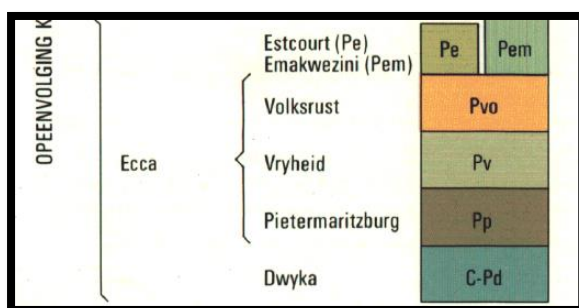 OPEENVOLGING K
Estcourt (Pe)
Emakwezini (Pem)
Pe
Pem
Volksrust
Pvo
Ecca
Vryheid
Pv
Pietermaritzburg
Pp
Dwyka
C-Pd